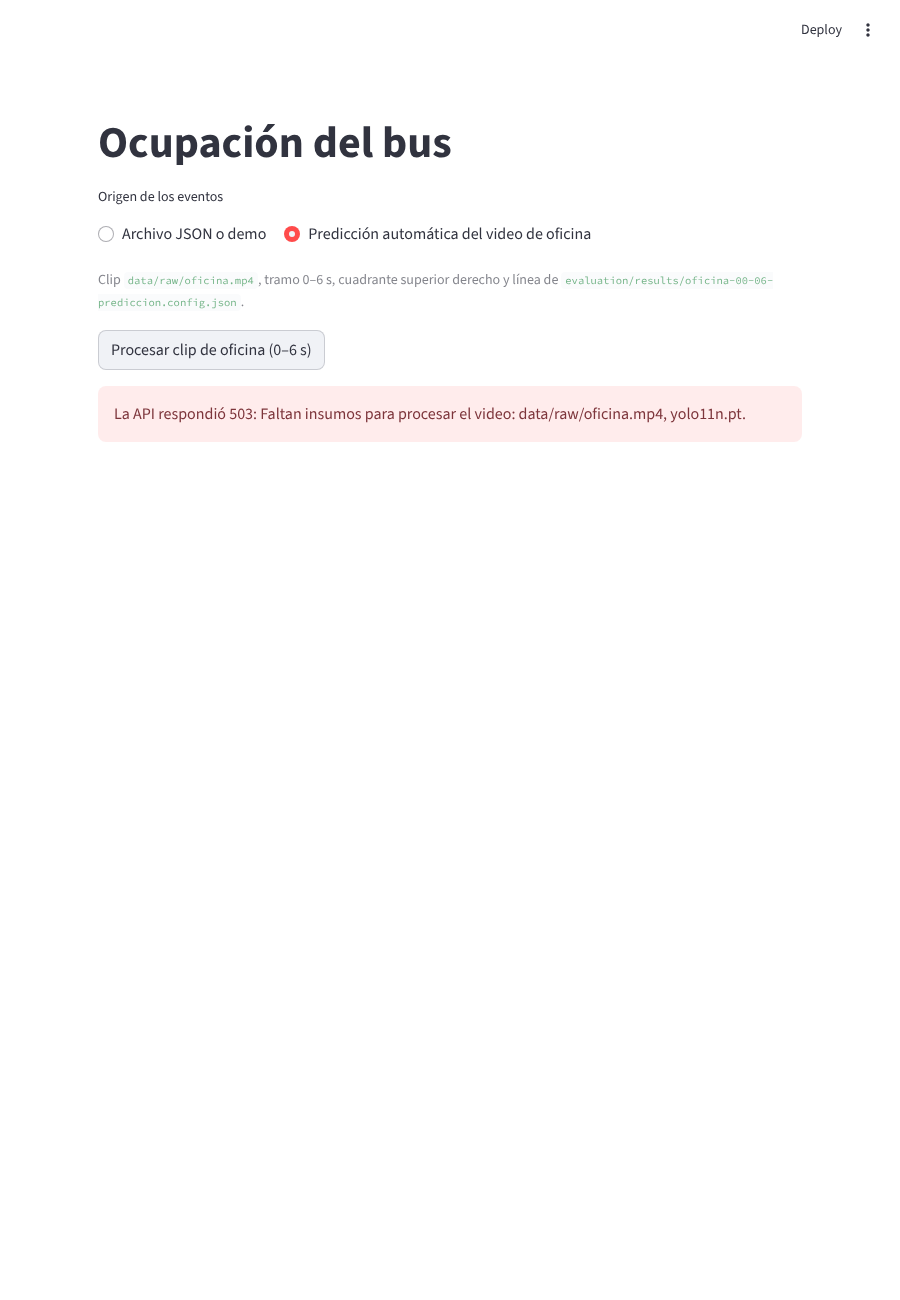 Deploy
Ocupación del bus
Origen de los eventos
Archivo JSON o demo Predicción automática del video de oficina
Clip data/raw/oficina.mp4 , tramo 0–6 s, cuadrante superior derecho y línea de evaluation/results/oficina-00-06-
prediccion.config.json .
Procesar clip de oficina (0–6 s)
La API respondió 503: Faltan insumos para procesar el video: data/raw/oficina.mp4, yolo11n.pt.